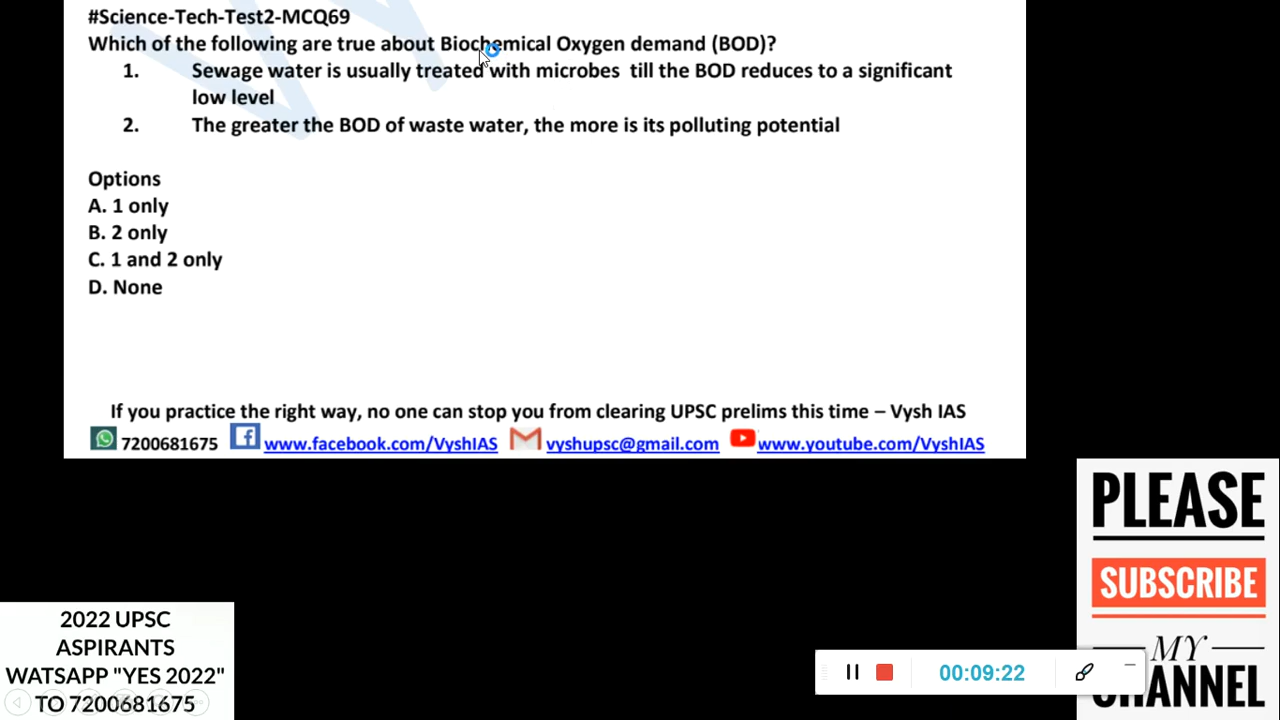 #Science-Tech-Test2-MCQ69
Which of the following are true about Biochemical Oxygen demand (BOD)?
1. Sewage water is usually treated with microbes till the BOD reduces to a significant
low level
2. The greater the BOD of waste water, the more is its polluting potential
Options
A. 1 only
B. 2 only
C. 1 and 2 only
D. None
If you practice the right way, no one can stop you from clearing UPSC prelims this time – Vysh IAS
7200681675 www.facebook.com/VyshIAS vyshupsc@gmail.com www.youtube.com/VyshIAS
PLEASE
SUBSCRIBE
MY
CHANNEL
2022 UPSC
ASPIRANTS
WATSAPP "YES 2022"
TO 7200681675
00:09:22